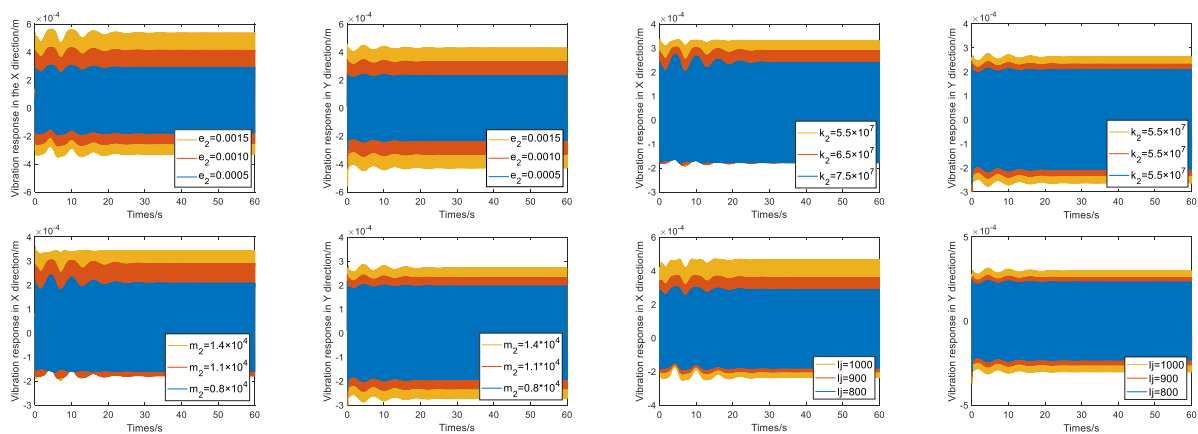 ×10⁻⁴
Vibration response in the X direction/m
6
4
2
0
-2
-4
-6
e₂=0.0015
e₂=0.0010
e₂=0.0005
0 10 20 30 40 50 60
Times/s
×10⁻⁴
Vibration response in Y direction/m
6
4
2
0
-2
-4
-6
e₂=0.0015
e₂=0.0010
e₂=0.0005
0 10 20 30 40 50 60
Times/s
×10⁻⁴
Vibration response in X direction/m
4
3
2
1
0
-1
-2
-3
k₂=5.5×10⁷
k₂=6.5×10⁷
k₂=7.5×10⁷
0 10 20 30 40 50 60
Times/s
×10⁻⁴
Vibration response in Y direction/m
4
3
2
1
0
-1
-2
-3
k₂=5.5×10⁷
k₂=5.5×10⁷
k₂=5.5×10⁷
0 10 20 30 40 50 60
Times/s
×10⁻⁴
Vibration response in X direction/m
4
3
2
1
0
-1
-2
-3
m₂=1.4×10⁴
m₂=1.1×10⁴
m₂=0.8×10⁴
0 10 20 30 40 50 60
Times/s
×10⁻⁴
Vibration response in Y direction/m
4
3
2
1
0
-1
-2
-3
m₂=1.4*10⁴
m₂=1.1*10⁴
m₂=0.8*10⁴
0 10 20 30 40 50 60
Times/s
×10⁻⁴
Vibration response in X direction/m
6
4
2
0
-2
-4
Ij=1000
Ij=900
Ij=800
0 10 20 30 40 50 60
Times/s
×10⁻⁴
Vibration response in Y direction/m
5
0
-5
Ij=1000
Ij=900
Ij=800
0 10 20 30 40 50 60
Times/s